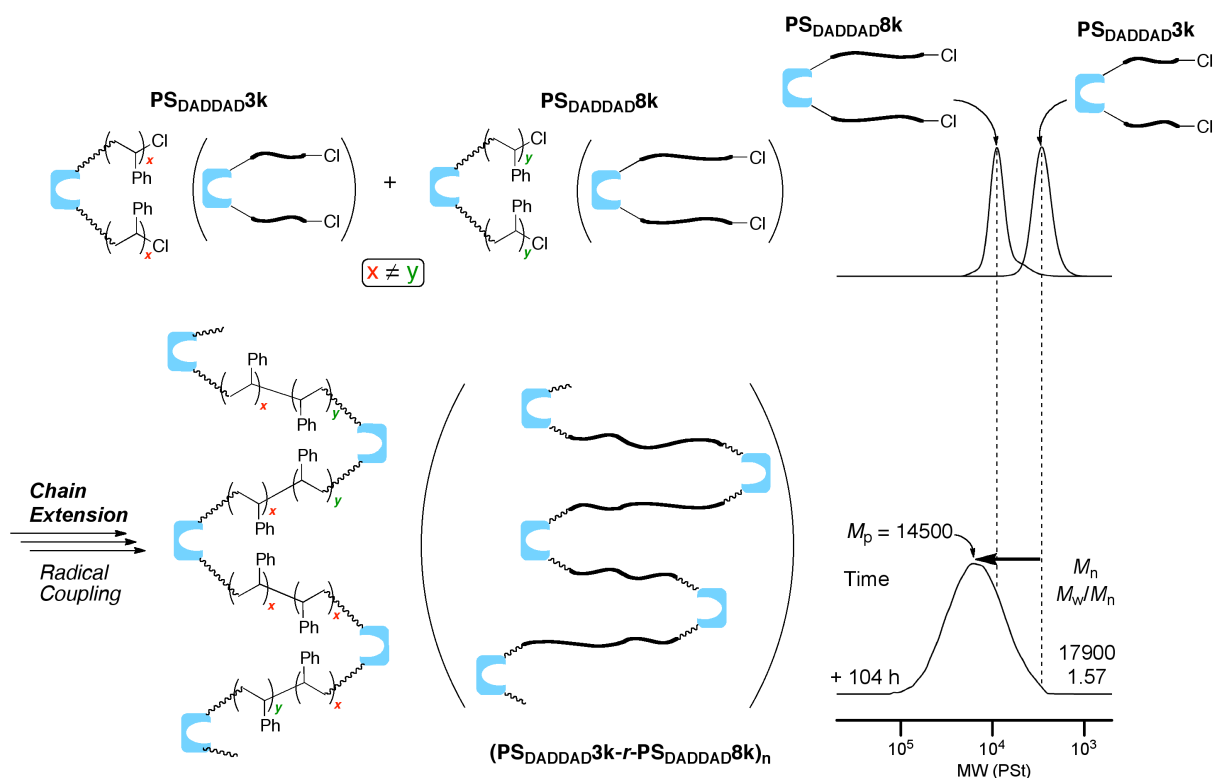 PS_DADDAD8k
PS_DADDAD3k
Cl
Cl
Cl
Cl
PS_DADDAD3k
PS_DADDAD8k
Cl
x
Ph
Ph
Cl
x
Cl
Cl
+
Cl
y
Ph
Ph
Cl
y
Cl
Cl
x ≠ y
Ph
x
y
Ph
Ph
x
y
Ph
Ph
x
x
Ph
Ph
y
x
Ph
Chain
Extension
Radical
Coupling
(PS_DADDAD3k-r-PS_DADDAD8k)_n
M_p = 14500
Time
M_n
M_w/M_n
+ 104 h
17900
1.57
10^5
10^4
10^3
MW (PSt)